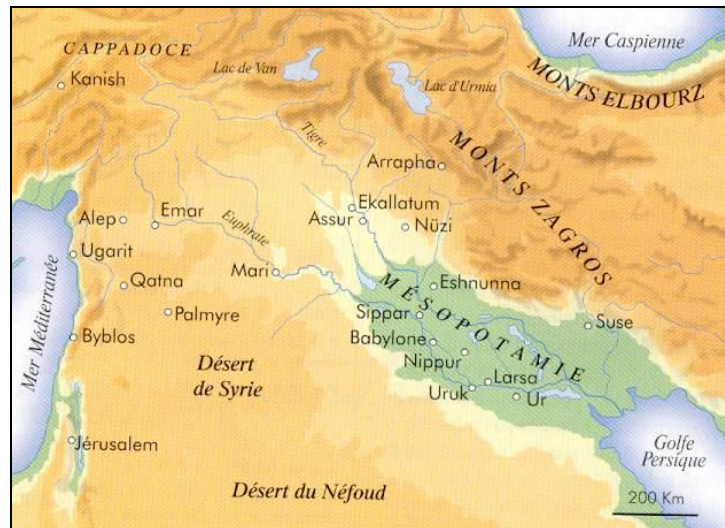 CAPPADOCE
Kanish
Lac de Van
Lac d'Urmia
Mer Caspienne
MONTS ELBOURZ
Tigre
Arrapha
MONTS ZAGROS
Ekallatum
Assur
Nüzi
Alep
Emar
Euphrate
Ugarit
Mari
Qatna
Eshnunna
MÉSOPOTAMIE
Mer Méditerranée
Palmyre
Sippar
Suse
Byblos
Babylone
Désert
de Syrie
Nippur
Larsa
Uruk
Ur
Jérusalem
Golfe
Persique
Désert du Néfoud
200 Km